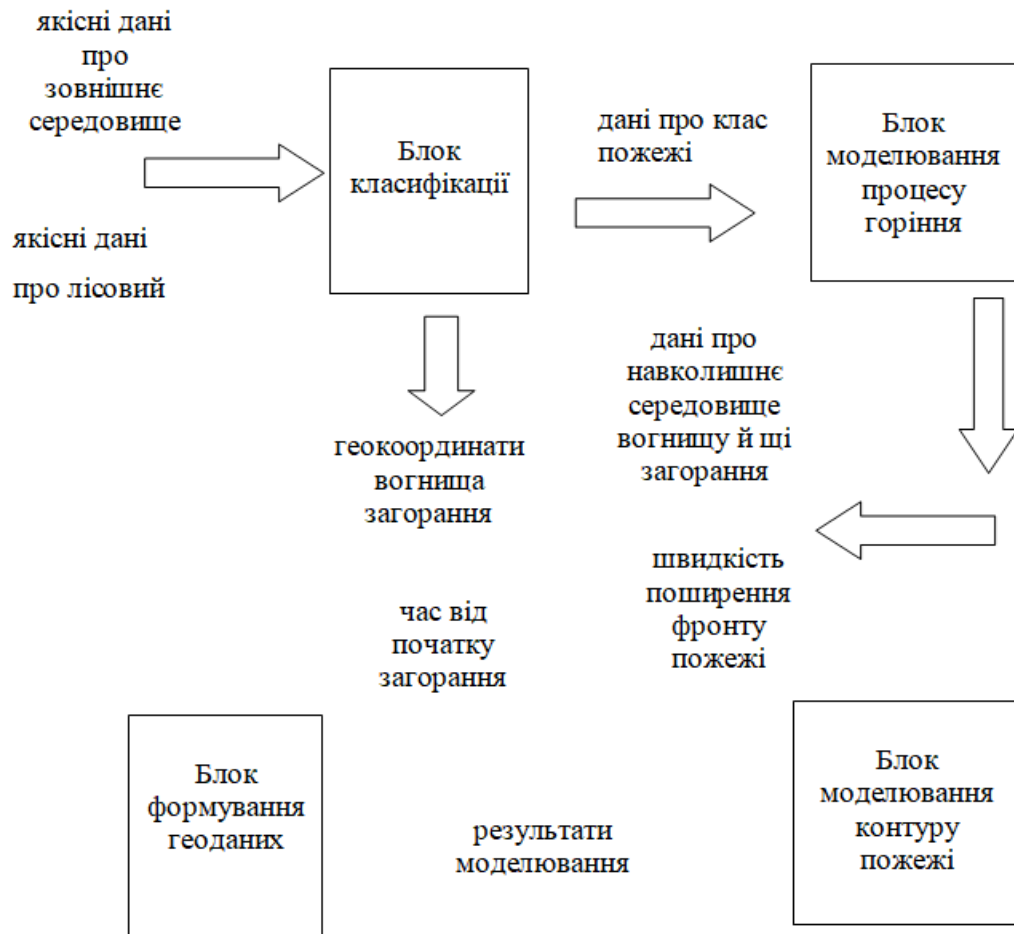 якісні дані
про
зовнішнє
середовище
якісні дані
про лісовий
Блок
класифікації
дані про клас
пожежі
Блок
моделювання
процесу
горіння
геокоординати
вогнища
загорання
час від
початку
загорання
дані про
навколишнє
середовище
вогнищу й щі
загорання
швидкість
поширення
фронту
пожежі
Блок
формування
геоданих
результати
моделювання
Блок
моделювання
контуру
пожежі